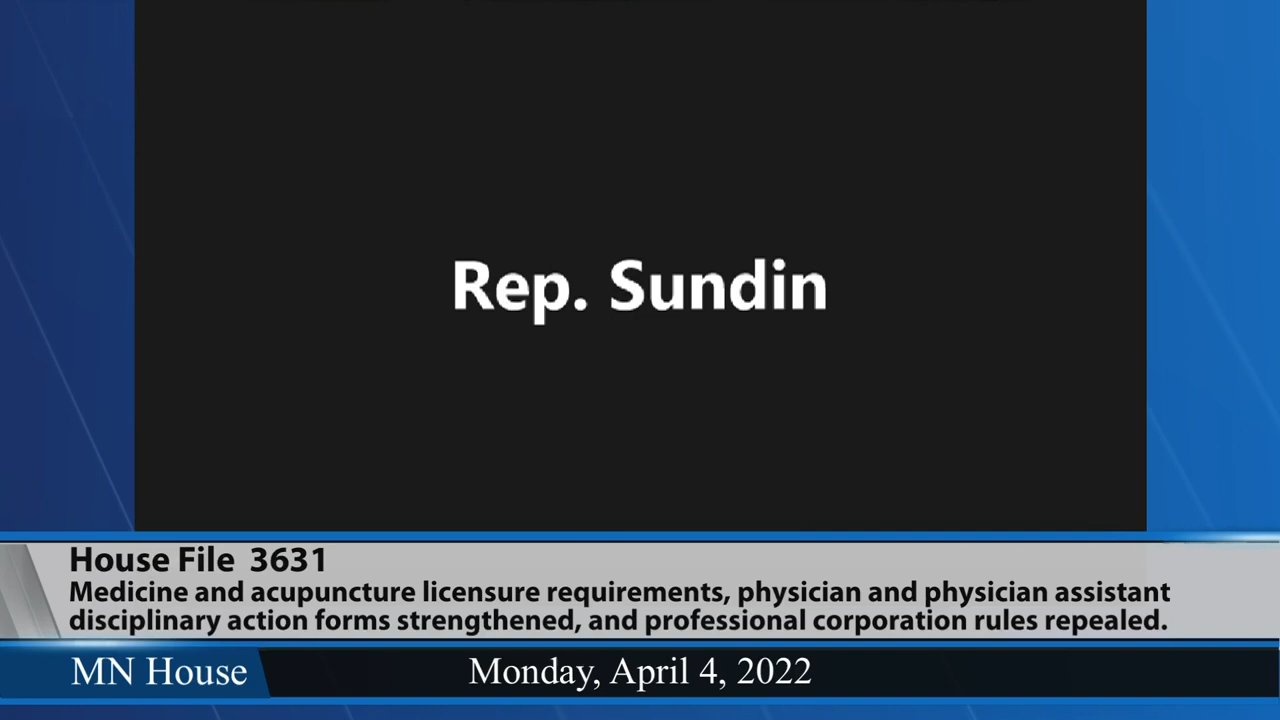 Rep. Sundin
House File 3631
Medicine and acupuncture licensure requirements, physician and physician assistant
disciplinary action forms strengthened, and professional corporation rules repealed.
MN House
Monday, April 4, 2022